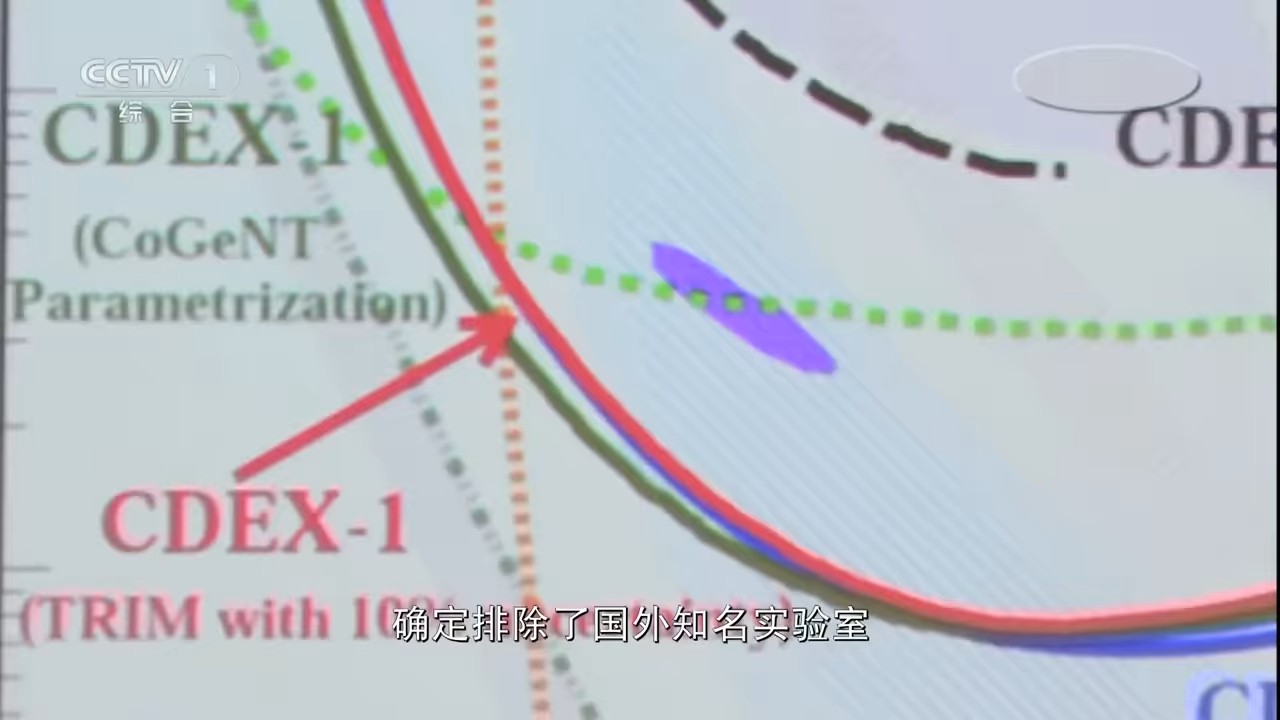 CCTV 1
综合
CDEX-1
CDE
(CoGeNT
Parametrization)
CDEX-1
(TRIM with 10
确定排除了国外知名实验室